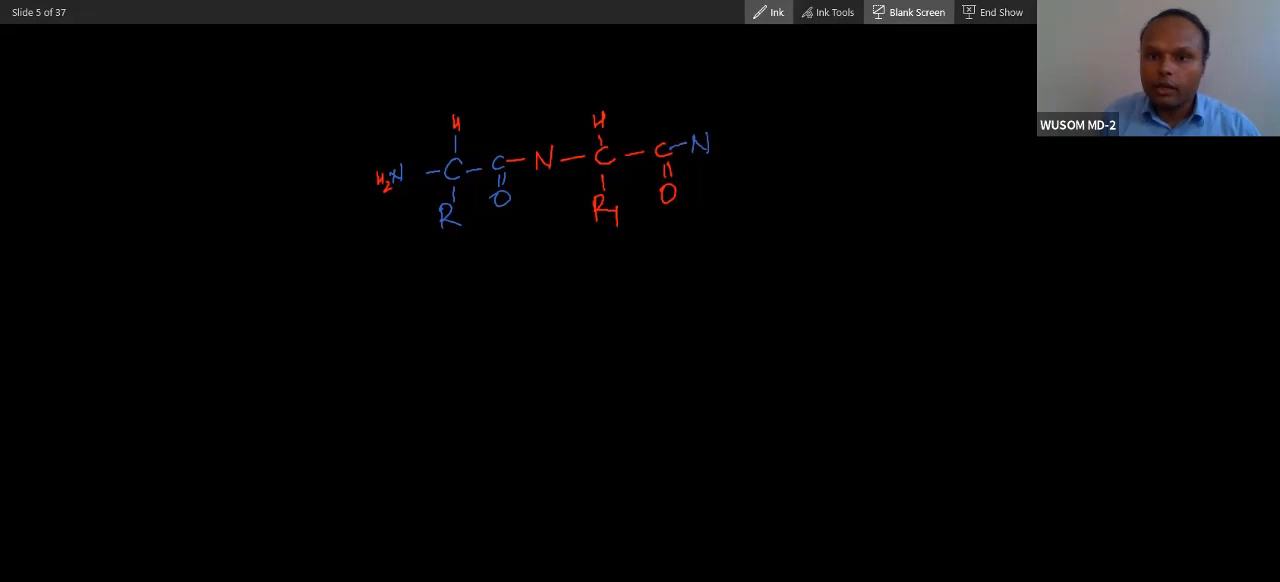 Slide 5 of 37 Ink Ink Tools Blank Screen End Show
WUSOM MD-2
H H
H2N - C - C - N - C - C - N
R O R1 O